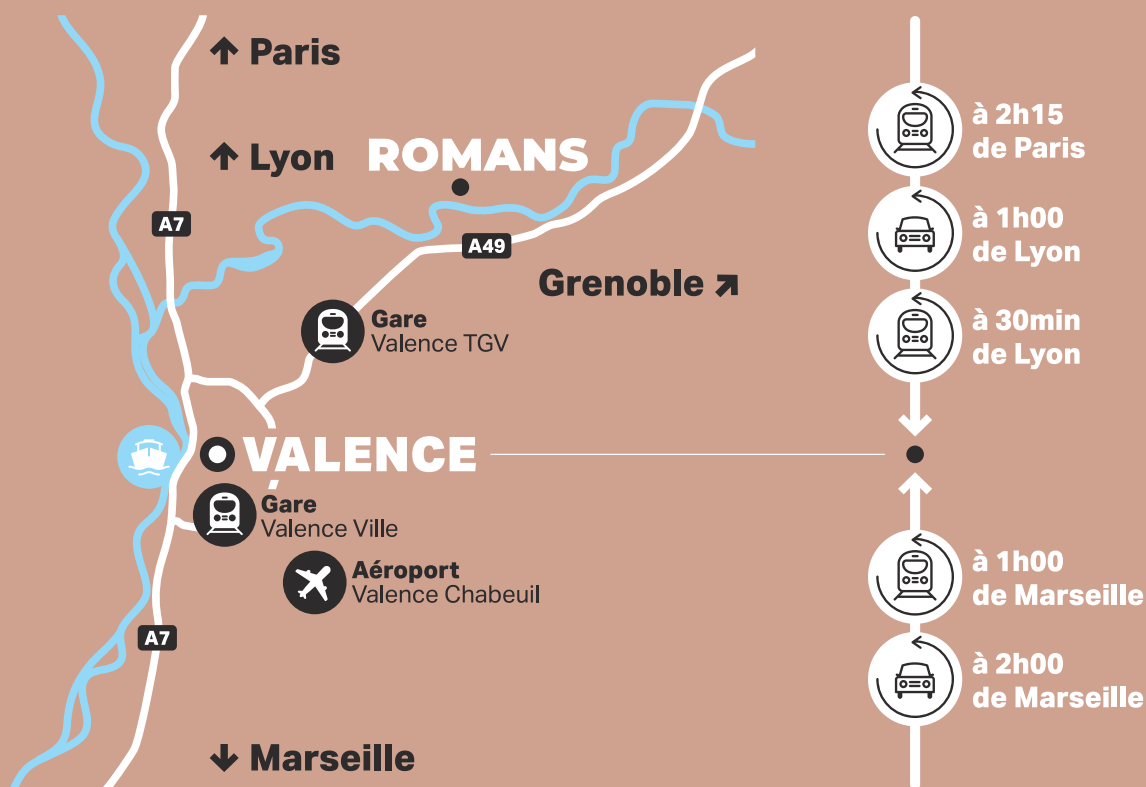 ↑ Paris
↑ Lyon
ROMANS
A7
A49
Grenoble ↗
Gare
Valence TGV
VALENCE
Gare
Valence Ville
Aéroport
Valence Chabeuil
A7
↓ Marseille
à 2h15
de Paris
à 1h00
de Lyon
à 30min
de Lyon
à 1h00
de Marseille
à 2h00
de Marseille